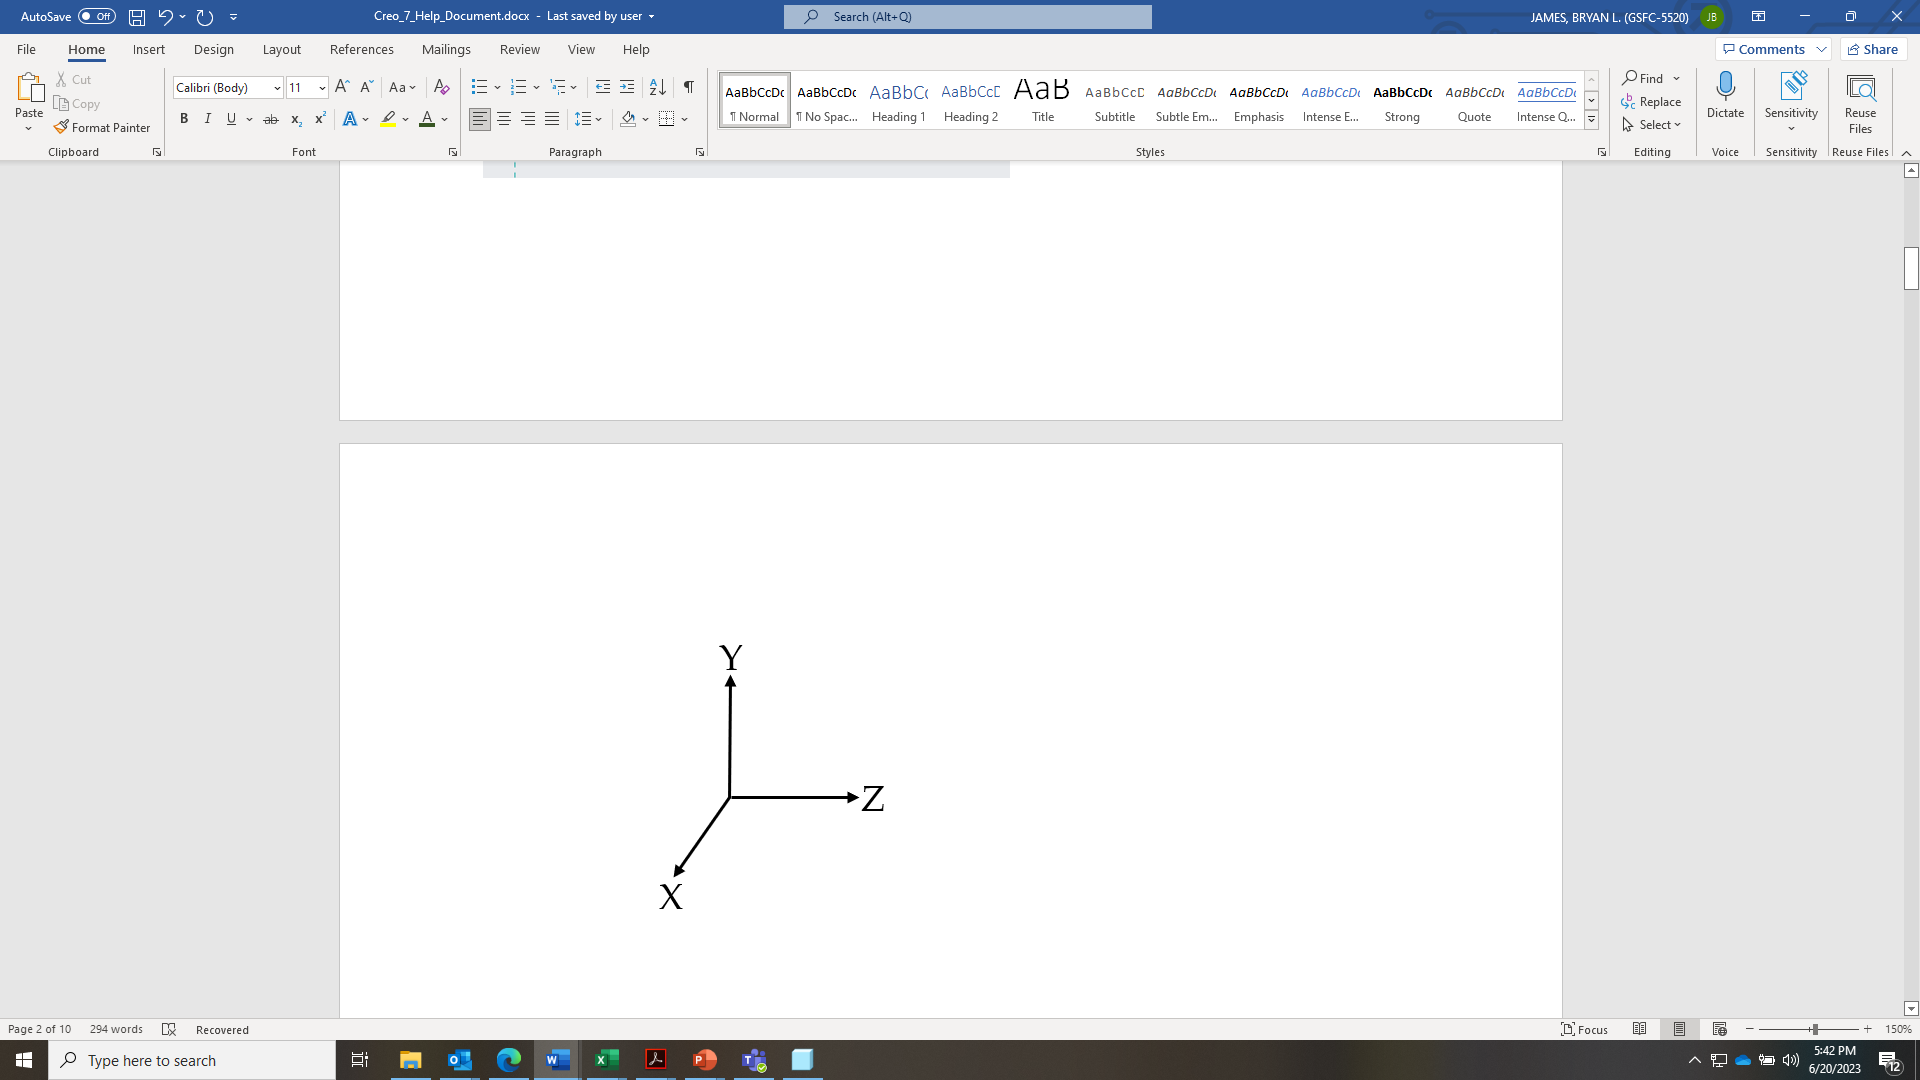 AutoSave Off Creo_7_Help_Document.docx - Last saved by user Search (Alt+Q) JAMES, BRYAN L. (GSFC-5520) JB
File Home Insert Design Layout References Mailings Review View Help Comments Share
Paste Cut Copy Format Painter
Calibri (Body) 11
AaBbCcDc AaBbCcDc AaBbCc AaBbCcD AaB AaBbCcD AaBbCcDc AaBbCcDc AaBbCcDc AaBbCcDc AaBbCcDc AaBbCcDc
¶ Normal ¶ No Spac... Heading 1 Heading 2 Title Subtitle Subtle Em... Emphasis Intense E... Strong Quote Intense Q...
Find Replace Select
Dictate Sensitivity Reuse Files
Clipboard Font Paragraph Styles Editing Voice Sensitivity Reuse Files
Y
Z
X
Page 2 of 10 294 words Recovered Focus 150%
Type here to search 5:42 PM
6/20/2023 12